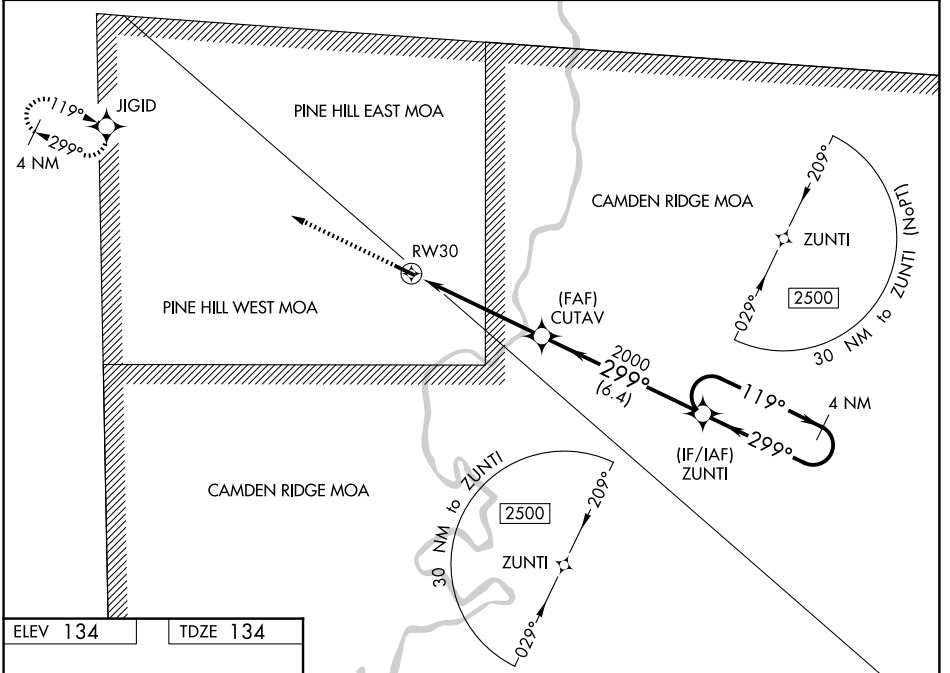 119°
JIGID
299°
4 NM
PINE HILL EAST MOA
CAMDEN RIDGE MOA
209°
ZUNTI
2500
029°
30 NM to ZUNTI (NoPT)
RW30
PINE HILL WEST MOA
(FAF)
CUTAV
2000
299°
(6.4)
119°
4 NM
299°
(IF/IAF)
ZUNTI
CAMDEN RIDGE MOA
30 NM to ZUNTI
2500
209°
ZUNTI
029°
ELEV 134
TDZE 134